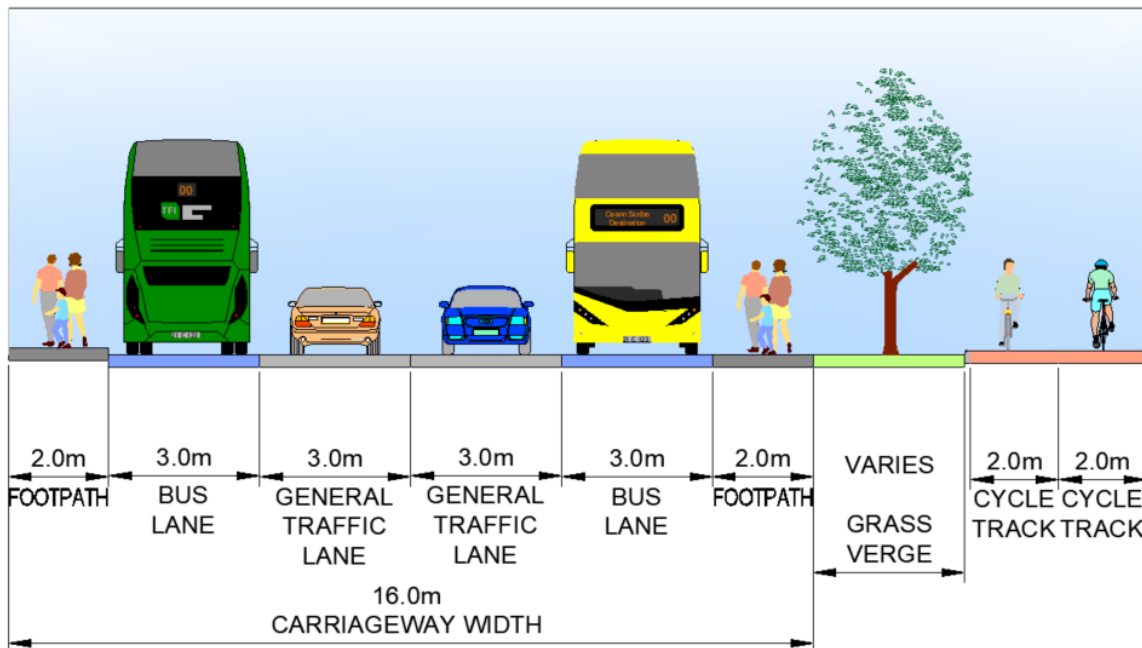 00
TFI
Ceann Scribe
Destination
00
2.0m
3.0m
3.0m
3.0m
3.0m
2.0m
VARIES
2.0m
2.0m
FOOTPATH
BUS
LANE
GENERAL
TRAFFIC
LANE
GENERAL
TRAFFIC
LANE
BUS
LANE
FOOTPATH
GRASS
VERGE
CYCLE
TRACK
CYCLE
TRACK
16.0m
CARRIAGEWAY WIDTH